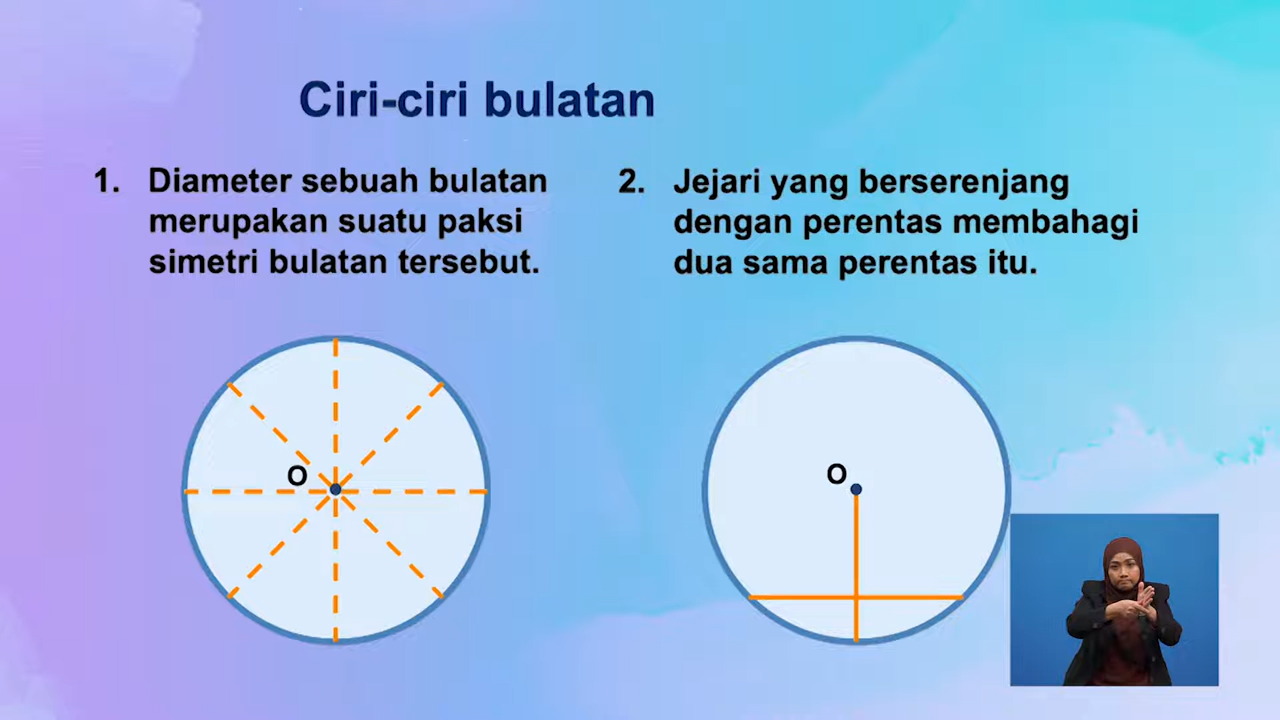 Ciri-ciri bulatan
1. Diameter sebuah bulatan
merupakan suatu paksi
simetri bulatan tersebut.
2. Jejari yang berserenjang
dengan perentas membahagi
dua sama perentas itu.
O
O